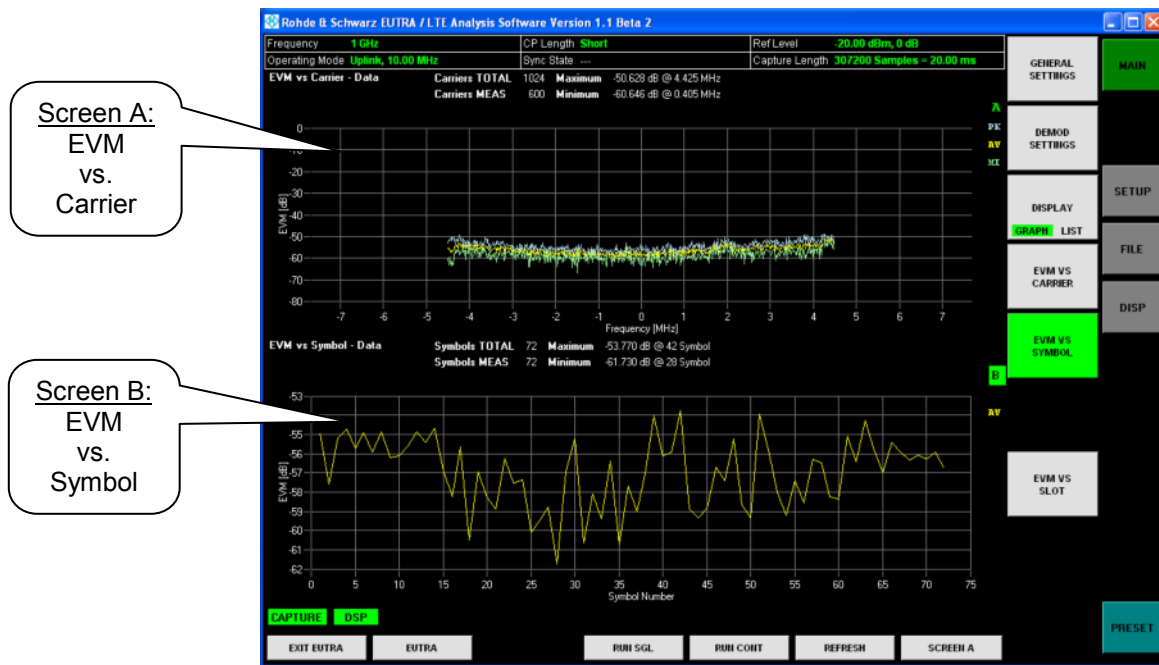 Rohde & Schwarz EUTRA / LTE Analysis Software Version 1.1 Beta 2
Frequency 1 GHz CP Length Short Ref Level -20.00 dBm, 0 dB
Operating Mode Uplink, 10.00 MHz Sync State --- Capture Length 307200 Samples = 20.00 ms
EVM vs Carrier - Data Carriers TOTAL 1024 Maximum -50.628 dB @ 4.425 MHz
Carriers MEAS 600 Minimum -60.646 dB @ 0.405 MHz
Screen A:
EVM
vs.
Carrier
A
PK
AV
MI
EVM [dB]
0
-10
-20
-30
-40
-50
-60
-70
-80
-7 -6 -5 -4 -3 -2 -1 0 1 2 3 4 5 6 7
Frequency [MHz]
EVM vs Symbol - Data Symbols TOTAL 72 Maximum -53.770 dB @ 42 Symbol
Symbols MEAS 72 Minimum -61.730 dB @ 28 Symbol
Screen B:
EVM
vs.
Symbol
B
AV
EVM [dB]
-53
-55
-56
-57
-58
-59
-61
-62
0 5 10 15 20 25 30 35 40 45 50 55 60 65 70 75
Symbol Number
CAPTURE DSP
EXIT EUTRA EUTRA RUN SGL RUN CONT REFRESH SCREEN A
GENERAL
SETTINGS
DEMOD
SETTINGS
DISPLAY
GRAPH LIST
EVM VS
CARRIER
EVM VS
SYMBOL
EVM VS
SLOT
MAIN
SETUP
FILE
DISP
PRESET